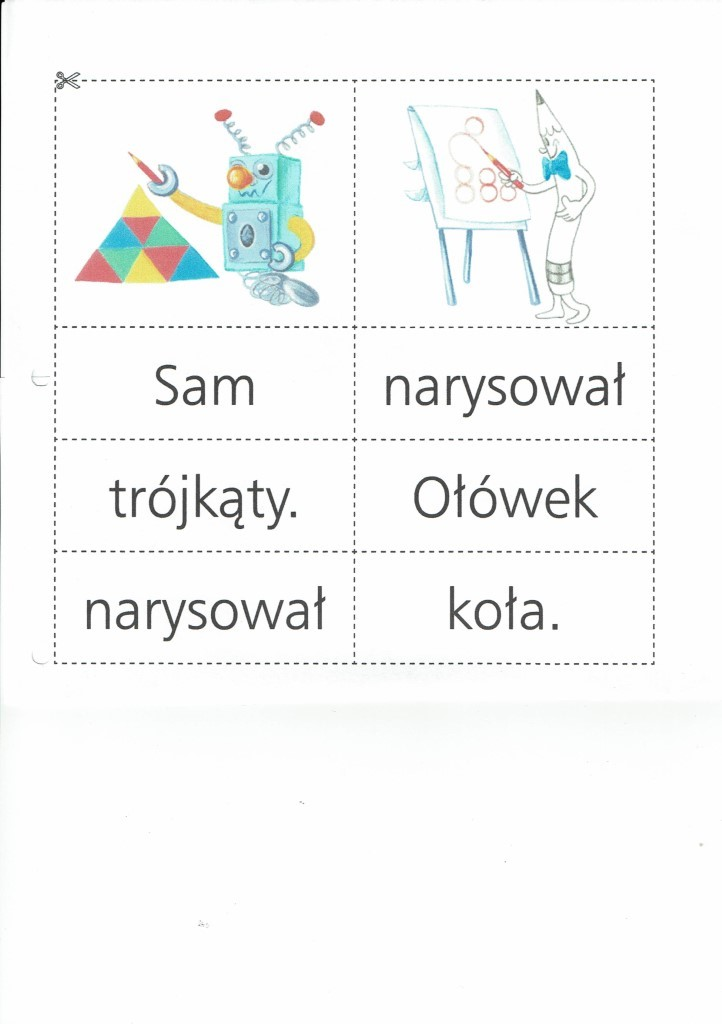 Sam
narysował
trójkąty.
Ołówek
narysował
koła.